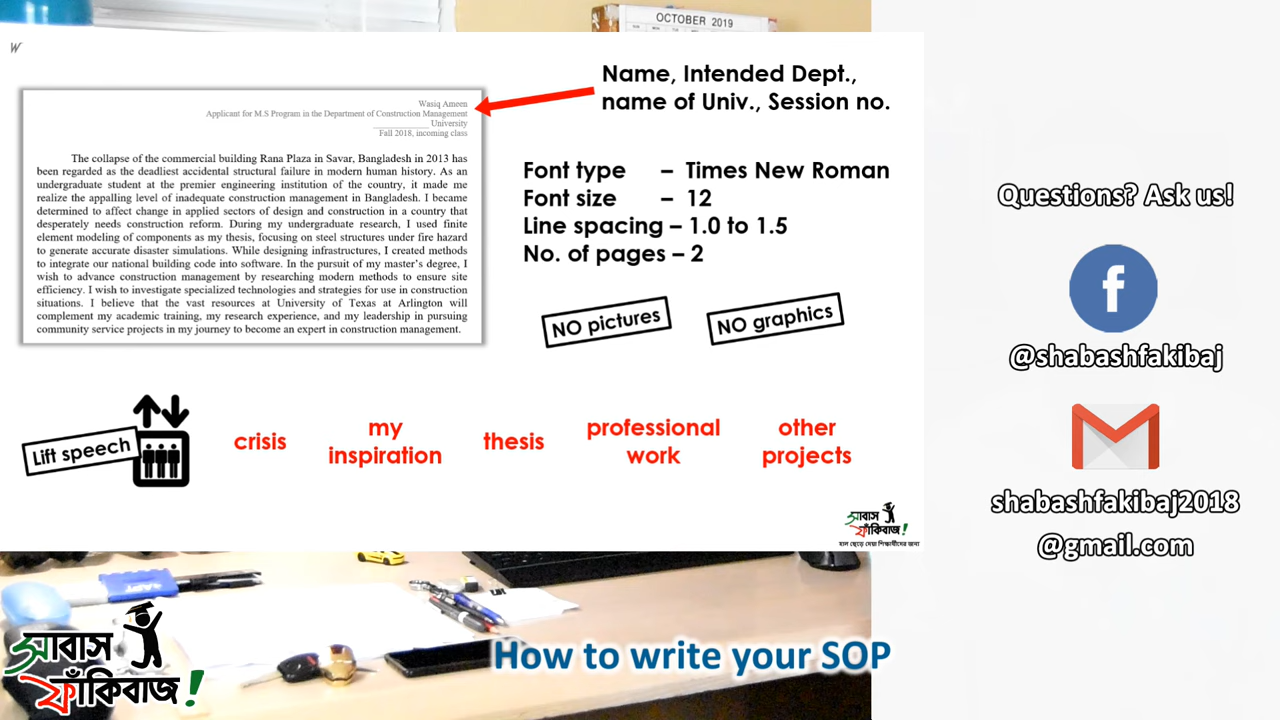 OCTOBER 2019
W
Name, Intended Dept.,
name of Univ., Session no.
Wasiq Ameen
Applicant for M.S Program in the Department of Construction Management
____________ University
Fall 2018, incoming class
The collapse of the commercial building Rana Plaza in Savar, Bangladesh in 2013 has
been regarded as the deadliest accidental structural failure in modern human history. As an
undergraduate student at the premier engineering institution of the country, it made me
realize the appalling level of inadequate construction management in Bangladesh. I became
determined to affect change in applied sectors of design and construction in a country that
desperately needs construction reform. During my undergraduate research, I used finite
element modeling of components as my thesis, focusing on steel structures under fire hazard
to generate accurate disaster simulations. While designing infrastructures, I created methods
to integrate our national building code into software. In the pursuit of my master's degree, I
wish to advance construction management by researching modern methods to ensure site
efficiency. I wish to investigate specialized technologies and strategies for use in construction
situations. I believe that the vast resources at University of Texas at Arlington will
complement my academic training, my research experience, and my leadership in pursuing
community service projects in my journey to become an expert in construction management.
Font type – Times New Roman
Font size – 12
Line spacing – 1.0 to 1.5
No. of pages – 2
NO pictures
NO graphics
Lift speech
crisis
my
inspiration
thesis
professional
work
other
projects
সাবাস
ফাঁকিবাজ!
হাল ছেড়ে দেয়া শিক্ষার্থীদের জন্য
Questions? Ask us!
f
@shabashfakibaj
shabashfakibaj2018
@gmail.com
সাবাস
ফাঁকিবাজ!
How to write your SOP